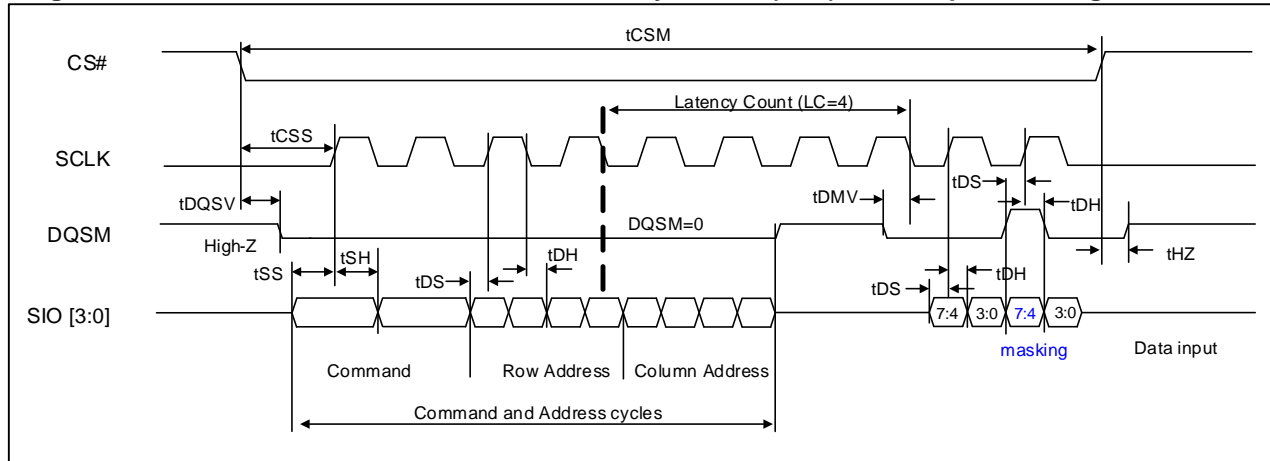 tCSM
CS#
Latency Count (LC=4)
tCSS
SCLK
tDS
tDQSV
tDMV
tDH
DQSM
DQSM=0
High-Z
tHZ
tSS
tSH
tDS
tDH
tDS
tDH
SIO [3:0]
7:4
3:0
7:4
3:0
masking
Data input
Command
Row Address
Column Address
Command and Address cycles